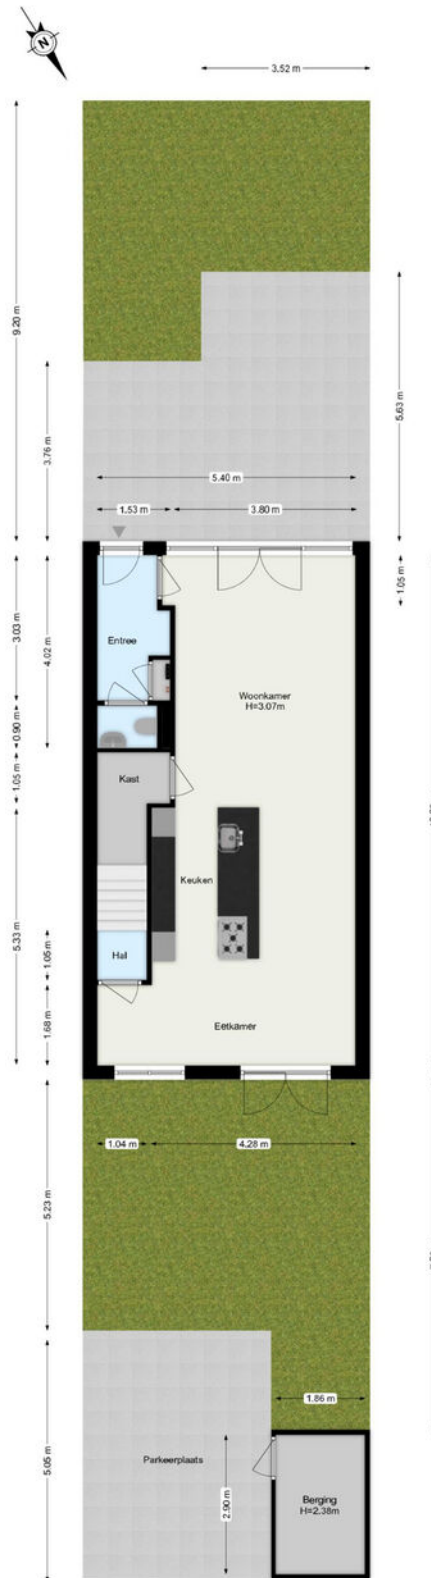 N
3.52 m
9.20 m
5.63 m
3.76 m
5.40 m
1.53 m
3.80 m
1.05 m
3.03 m
4.02 m
Entree
Woonkamer
H=3.07m
0.90 m
1.05 m
Kast
Keuken
5.33 m
1.05 m
Hal
1.68 m
Eetkamer
1.04 m
4.28 m
5.23 m
1.86 m
5.05 m
Parkeerplaats
2.90 m
Berging
H=2.38m